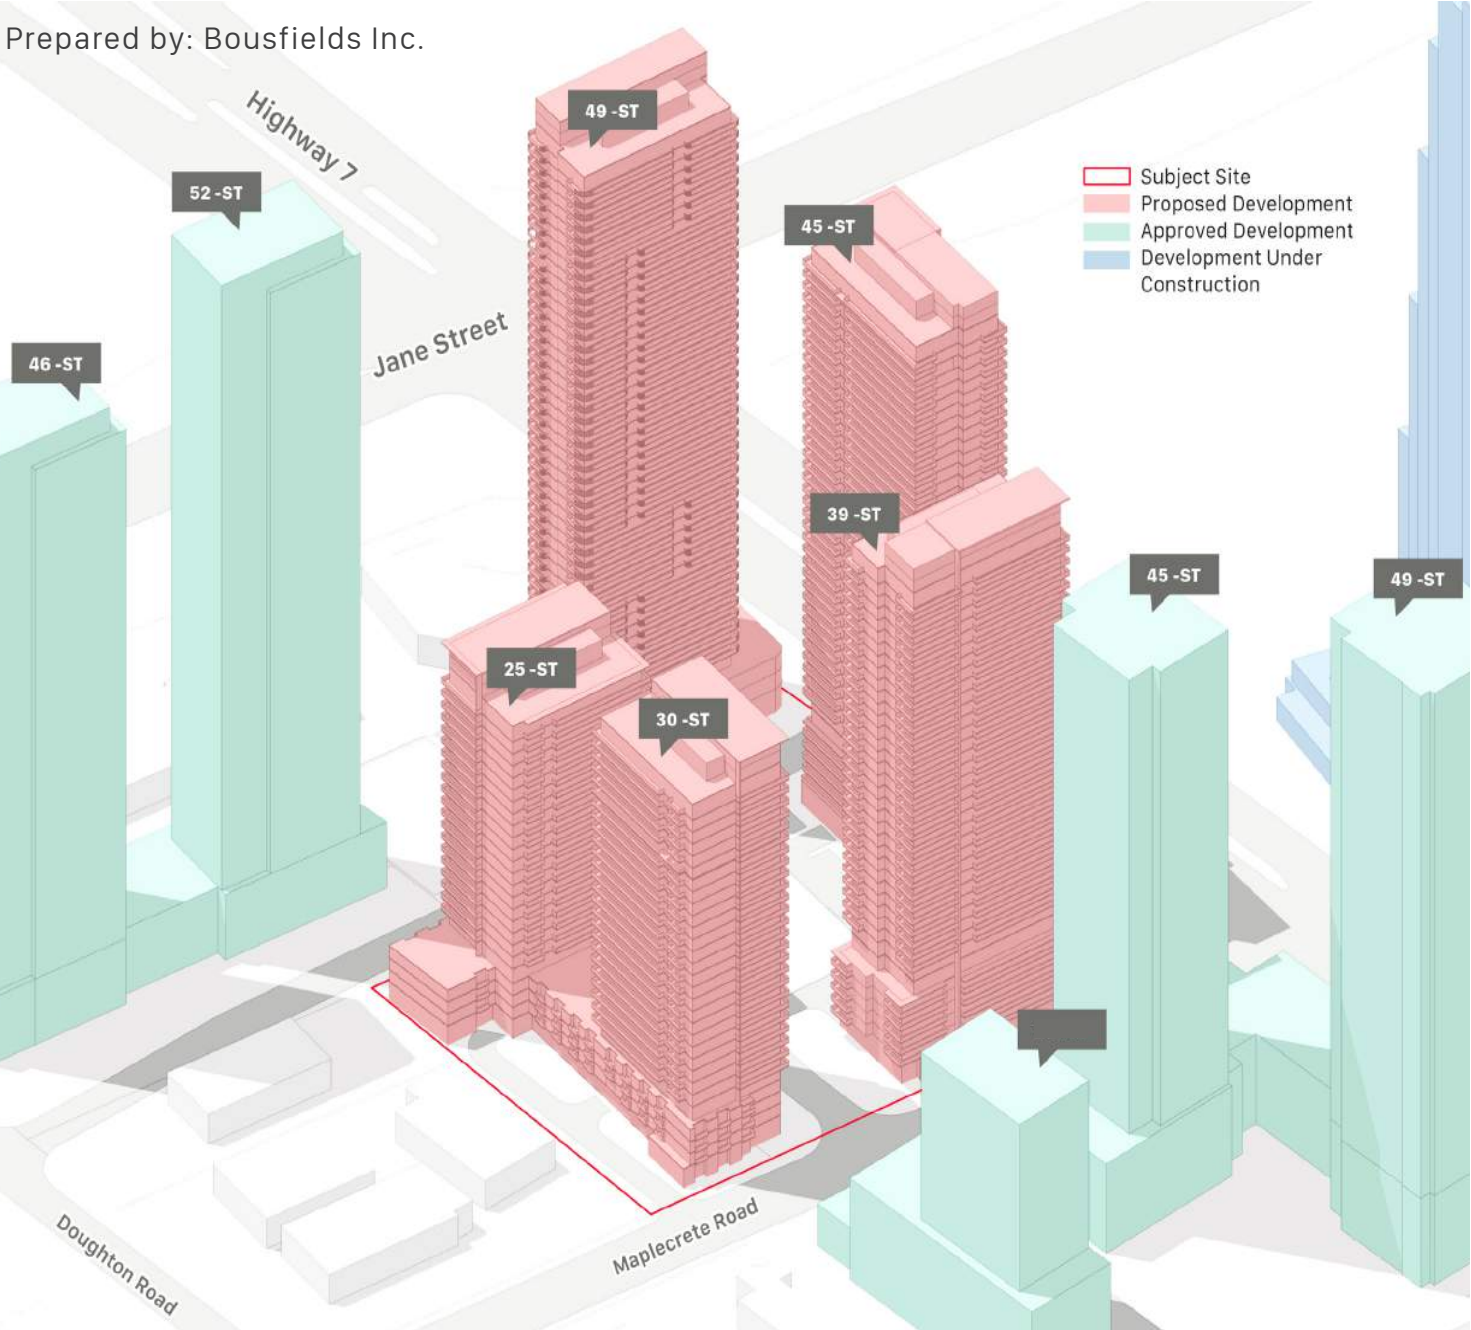 Prepared by: Bousfields Inc.
Highway 7
49 -ST
52 -ST
Subject Site
Proposed Development
Approved Development
Development Under
Construction
45 -ST
Jane Street
46 -ST
39 -ST
45 -ST
49 -ST
25 -ST
30 -ST
Doughton Road
Maplecrete Road